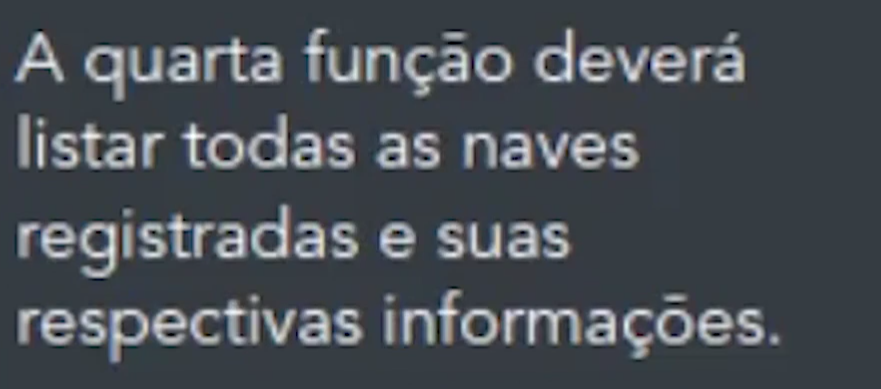 A quarta função deverá
listar todas as naves
registradas e suas
respectivas informações.